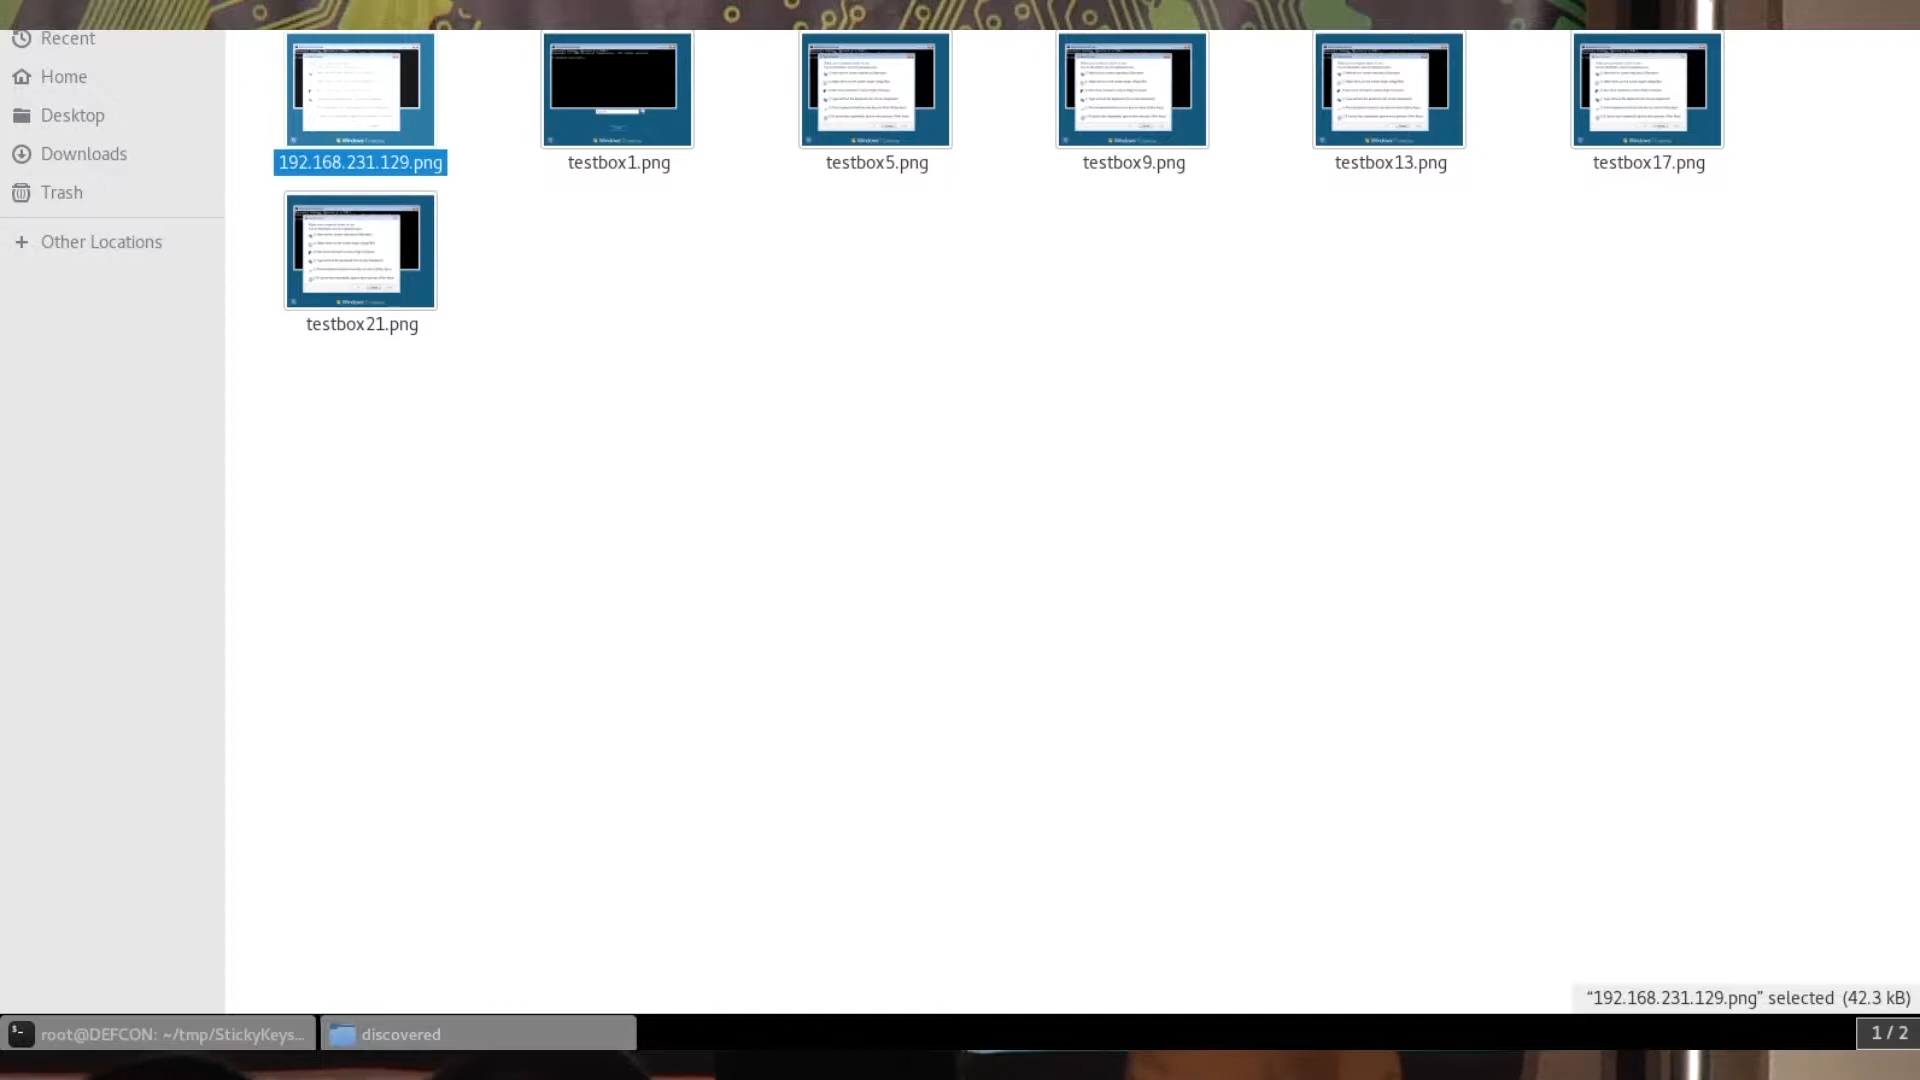 Recent
Home
Desktop
Downloads
Trash
Other Locations
192.168.231.129.png
testbox1.png
testbox5.png
testbox9.png
testbox13.png
testbox17.png
testbox21.png
“192.168.231.129.png” selected (42.3 kB)
root@DEFCON: ~/tmp/StickyKeys...
discovered
1 / 2